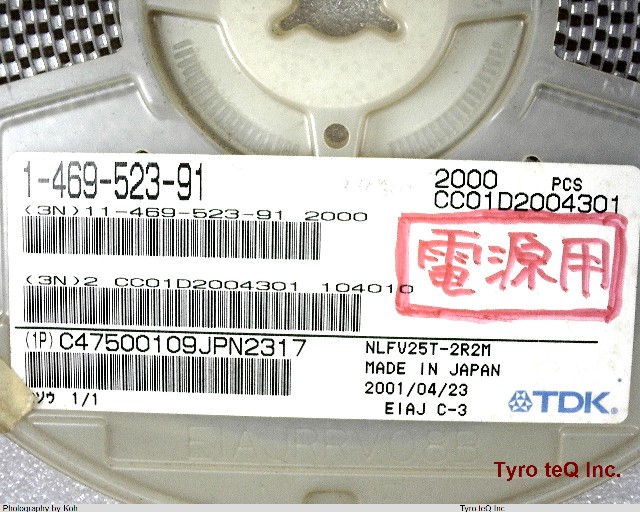 1-469-523-91
2000 PCS
CC01D2004301
(3N)11-469-523-91 2000
電源用
(3N)2 CC01D2004301 104010
(1P) C47500109JPN2317
NLFV25T-2R2M
MADE IN JAPAN
2001/04/23
ソウ 1/1
EIAJ C-3
TDK.
Tyro teQ Inc.
Photography by Koh
Tyro teQ Inc